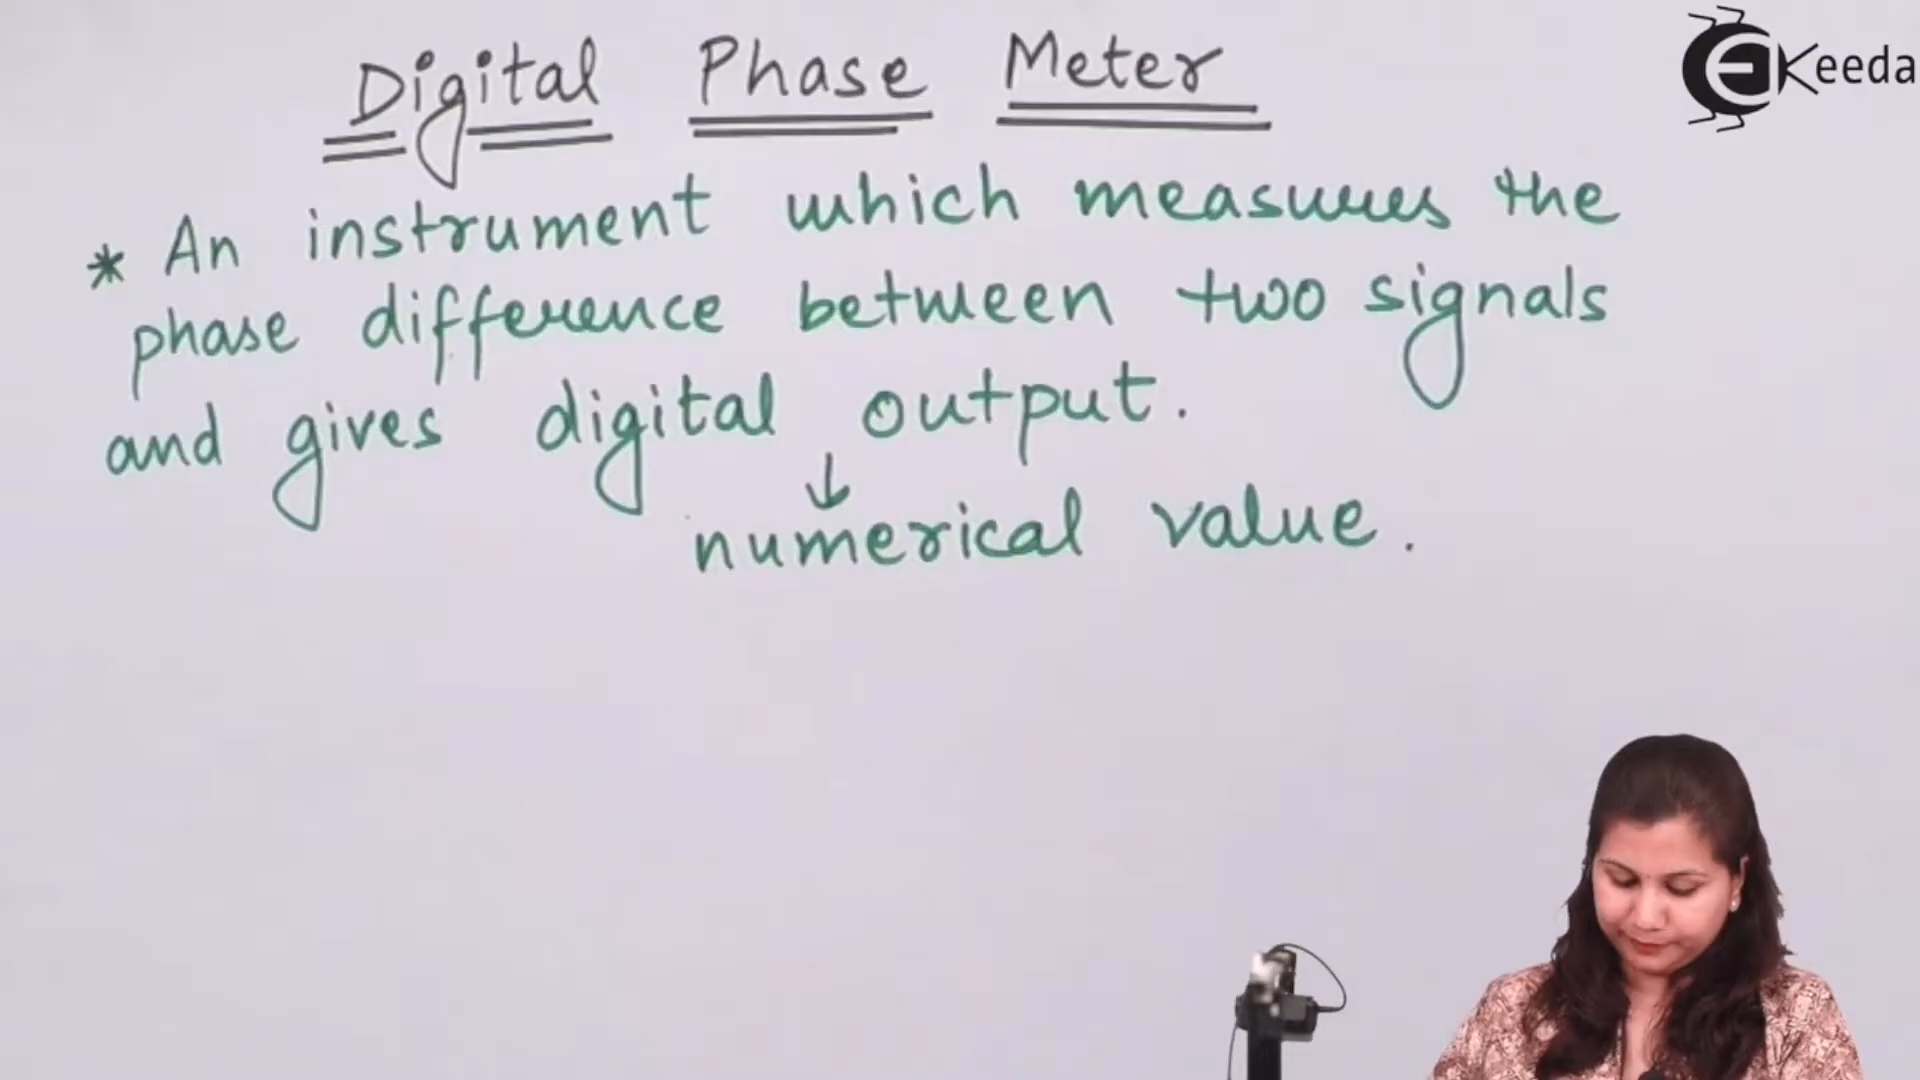 Digital Phase Meter
EKeeda
* An instrument which measures the
phase difference between two signals
and gives digital output.
↓
numerical value.